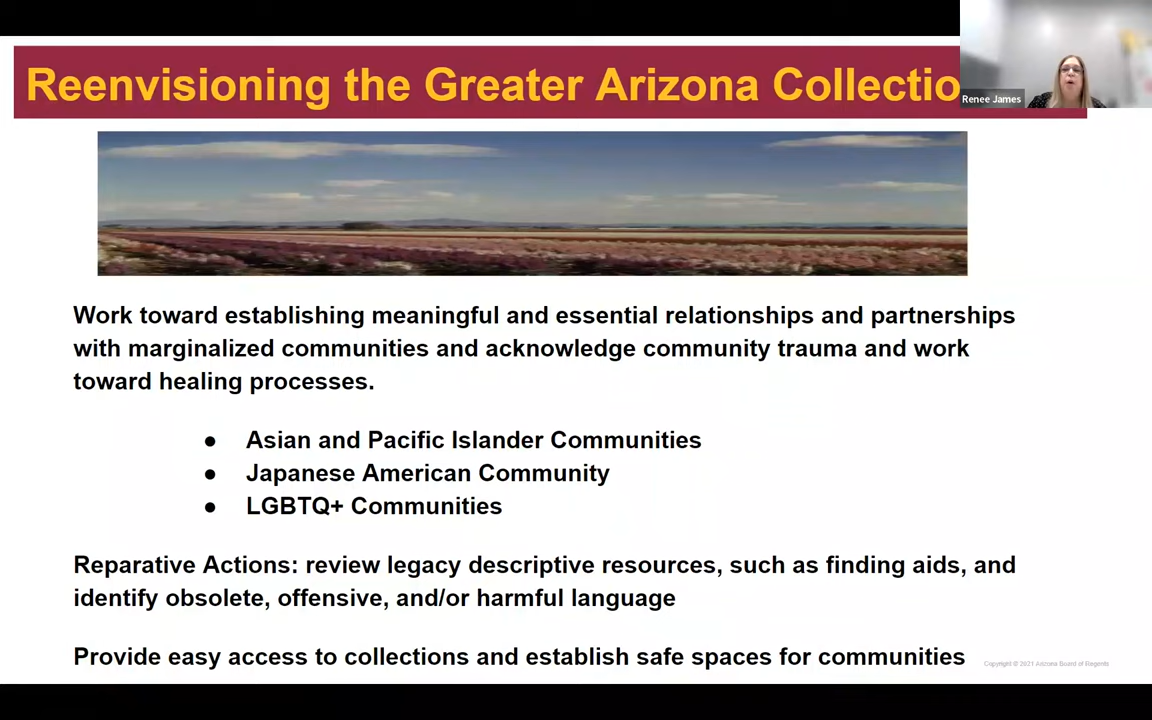 Reenvisioning the Greater Arizona Collectio
Renee James
Work toward establishing meaningful and essential relationships and partnerships
with marginalized communities and acknowledge community trauma and work
toward healing processes.
● Asian and Pacific Islander Communities
● Japanese American Community
● LGBTQ+ Communities
Reparative Actions: review legacy descriptive resources, such as finding aids, and
identify obsolete, offensive, and/or harmful language
Provide easy access to collections and establish safe spaces for communities
Copyright © 2021 Arizona Board of Regents